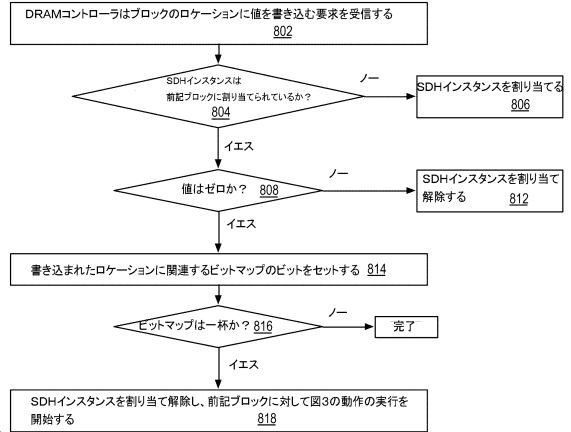 DRAMコントローラはブロックのロケーションに値を書き込む要求を受信する
802
SDHインスタンスは
前記ブロックに割り当てられているか?
804
ノー
SDHインスタンスを割り当てる
806
イエス
値はゼロか? 808
ノー
SDHインスタンスを割り当て
解除する 812
イエス
書き込まれたロケーションに関連するビットマップのビットをセットする 814
ビットマップは一杯か? 816
ノー
完了
イエス
SDHインスタンスを割り当て解除し、前記ブロックに対して図3の動作の実行を
開始する 818